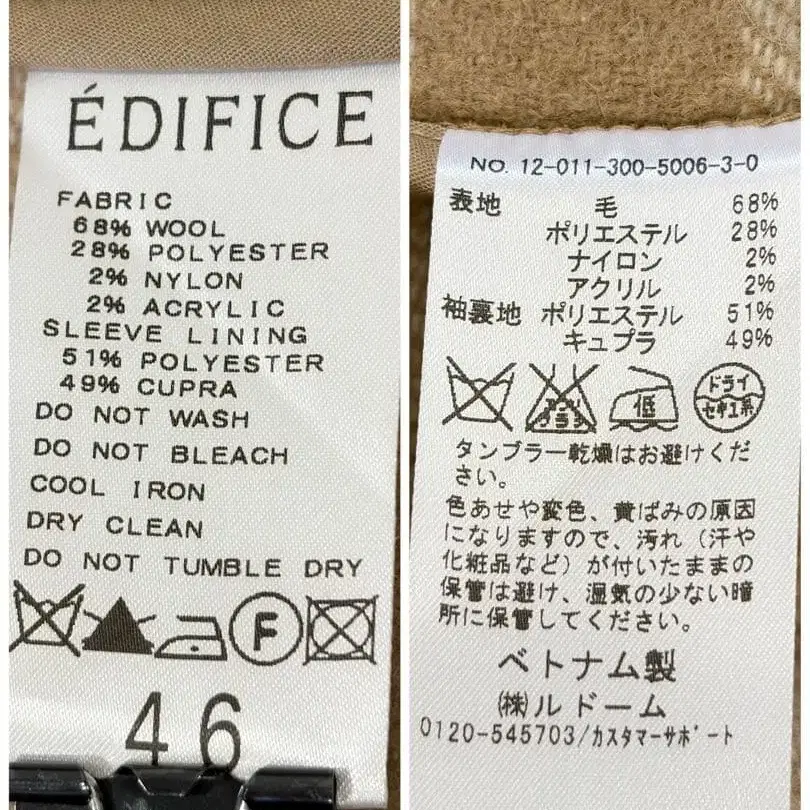 ÉDIFICE
FABRIC
68% WOOL
28% POLYESTER
2% NYLON
2% ACRYLIC
SLEEVE LINING
51% POLYESTER
49% CUPRA
DO NOT WASH
DO NOT BLEACH
COOL IRON
DRY CLEAN
DO NOT TUMBLE DRY
F
46
NO. 12-011-300-5006-3-0
表地 毛 68%
ポリエステル 28%
ナイロン 2%
アクリル 2%
袖裏地 ポリエステル 51%
キュプラ 49%
エンソ
サラシ
低
ドライ
セキユ系
タンブラー乾燥はお避けくだ
さい。
色あせや変色、黄ばみの原因
になりますので、汚れ（汗や
化粧品など）が付いたままの
保管は避け、湿気の少ない暗
所に保管してください。
ベトナム製
㈱ルドーム
0120-545703/カスタマーサポート